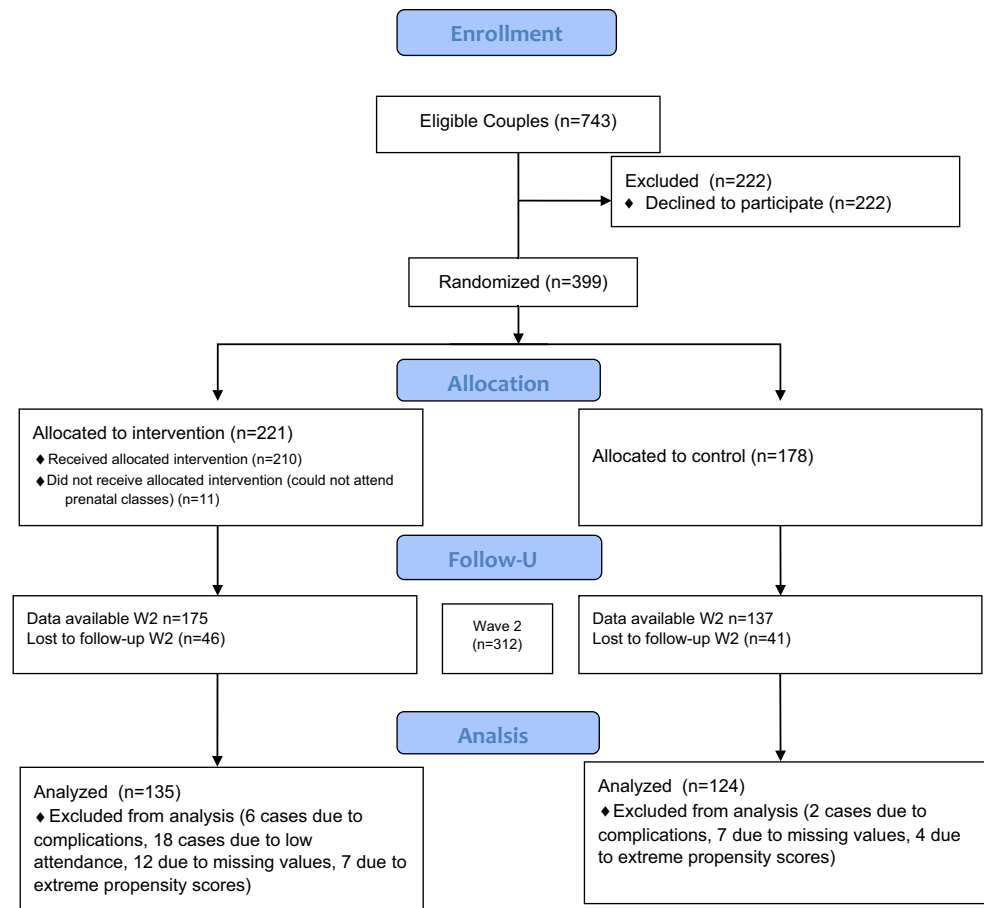 Enrollment
Eligible Couples (n=743)
Excluded (n=222)
♦ Declined to participate (n=222)
Randomized (n=399)
Allocation
Allocated to intervention (n=221)
♦ Received allocated intervention (n=210)
♦ Did not receive allocated intervention (could not attend
prenatal classes) (n=11)
Allocated to control (n=178)
Follow-U
Data available W2 n=175
Lost to follow-up W2 (n=46)
Wave 2
(n=312)
Data available W2 n=137
Lost to follow-up W2 (n=41)
Analsis
Analyzed (n=135)
♦ Excluded from analysis (6 cases due to
complications, 18 cases due to low
attendance, 12 due to missing values, 7 due to
extreme propensity scores)
Analyzed (n=124)
♦ Excluded from analysis (2 cases due to
complications, 7 due to missing values, 4 due
to extreme propensity scores)